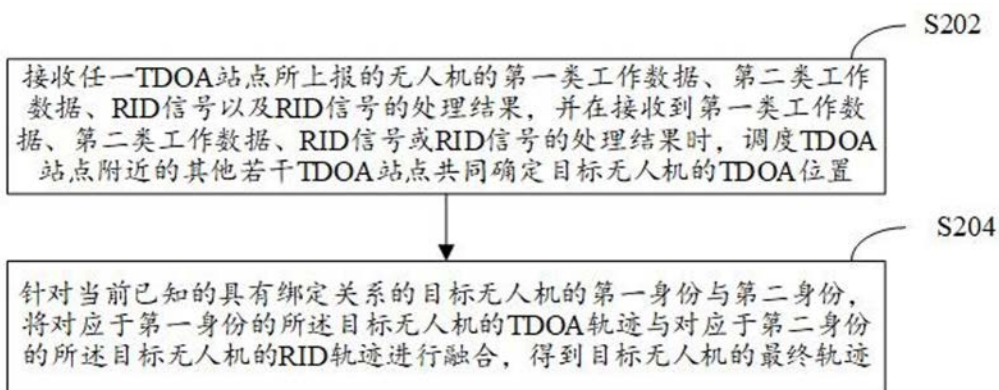 S202
接收任一TDOA站点所上报的无人机的第一类工作数据、第二类工作
数据、RID信号以及RID信号的处理结果，并在接收到第一类工作数
据、第二类工作数据、RID信号或RID信号的处理结果时，调度TDOA
站点附近的其他若干TDOA站点共同确定目标无人机的TDOA位置
S204
针对当前已知的具有绑定关系的目标无人机的第一身份与第二身份，
将对应于第一身份的所述目标无人机的TDOA轨迹与对应于第二身份
的所述目标无人机的RID轨迹进行融合，得到目标无人机的最终轨迹